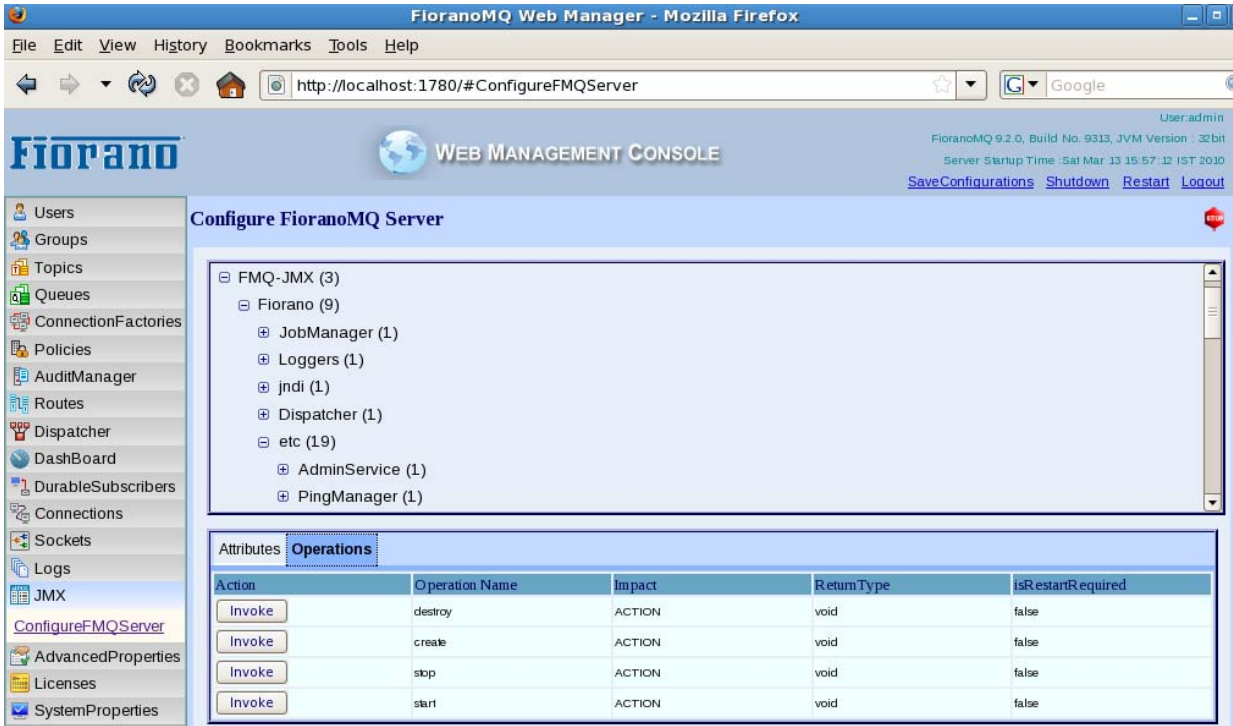 FioranoMQ Web Manager - Mozilla Firefox
File Edit View History Bookmarks Tools Help
http://localhost:1780/#ConfigureFMQServer
G Google
Fiorano
WEB MANAGEMENT CONSOLE
User:admin
FioranoMQ 9.2.0, Build No. 9313, JVM Version : 32bit
Server Startup Time :Sat Mar 13 15:57:12 IST 2010
SaveConfigurations Shutdown Restart Logout
Users
Groups
Topics
Queues
ConnectionFactories
Policies
AuditManager
Routes
Dispatcher
DashBoard
DurableSubscribers
Connections
Sockets
Logs
JMX
ConfigureFMQServer
AdvancedProperties
Licenses
SystemProperties
Configure FioranoMQ Server
STOP
FMQ-JMX (3)
Fiorano (9)
JobManager (1)
Loggers (1)
jndi (1)
Dispatcher (1)
etc (19)
AdminService (1)
PingManager (1)
Attributes Operations
Action Operation Name Impact ReturnType isRestartRequired
Invoke destroy ACTION void false
Invoke create ACTION void false
Invoke stop ACTION void false
Invoke start ACTION void false